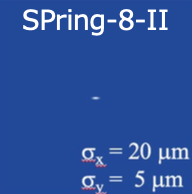 SPring-8-II
σx = 20 μm
σy = 5 μm